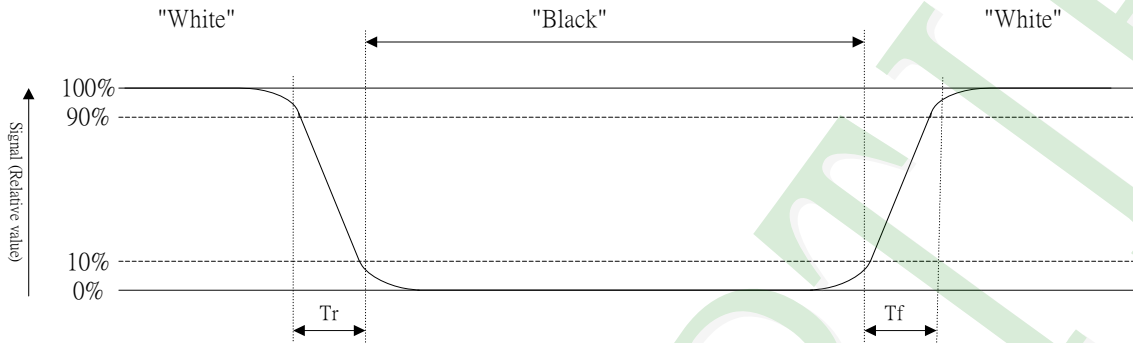 "White" "Black" "White"
100%
90%
Signal (Relative value)
10%
0%
Tr Tf